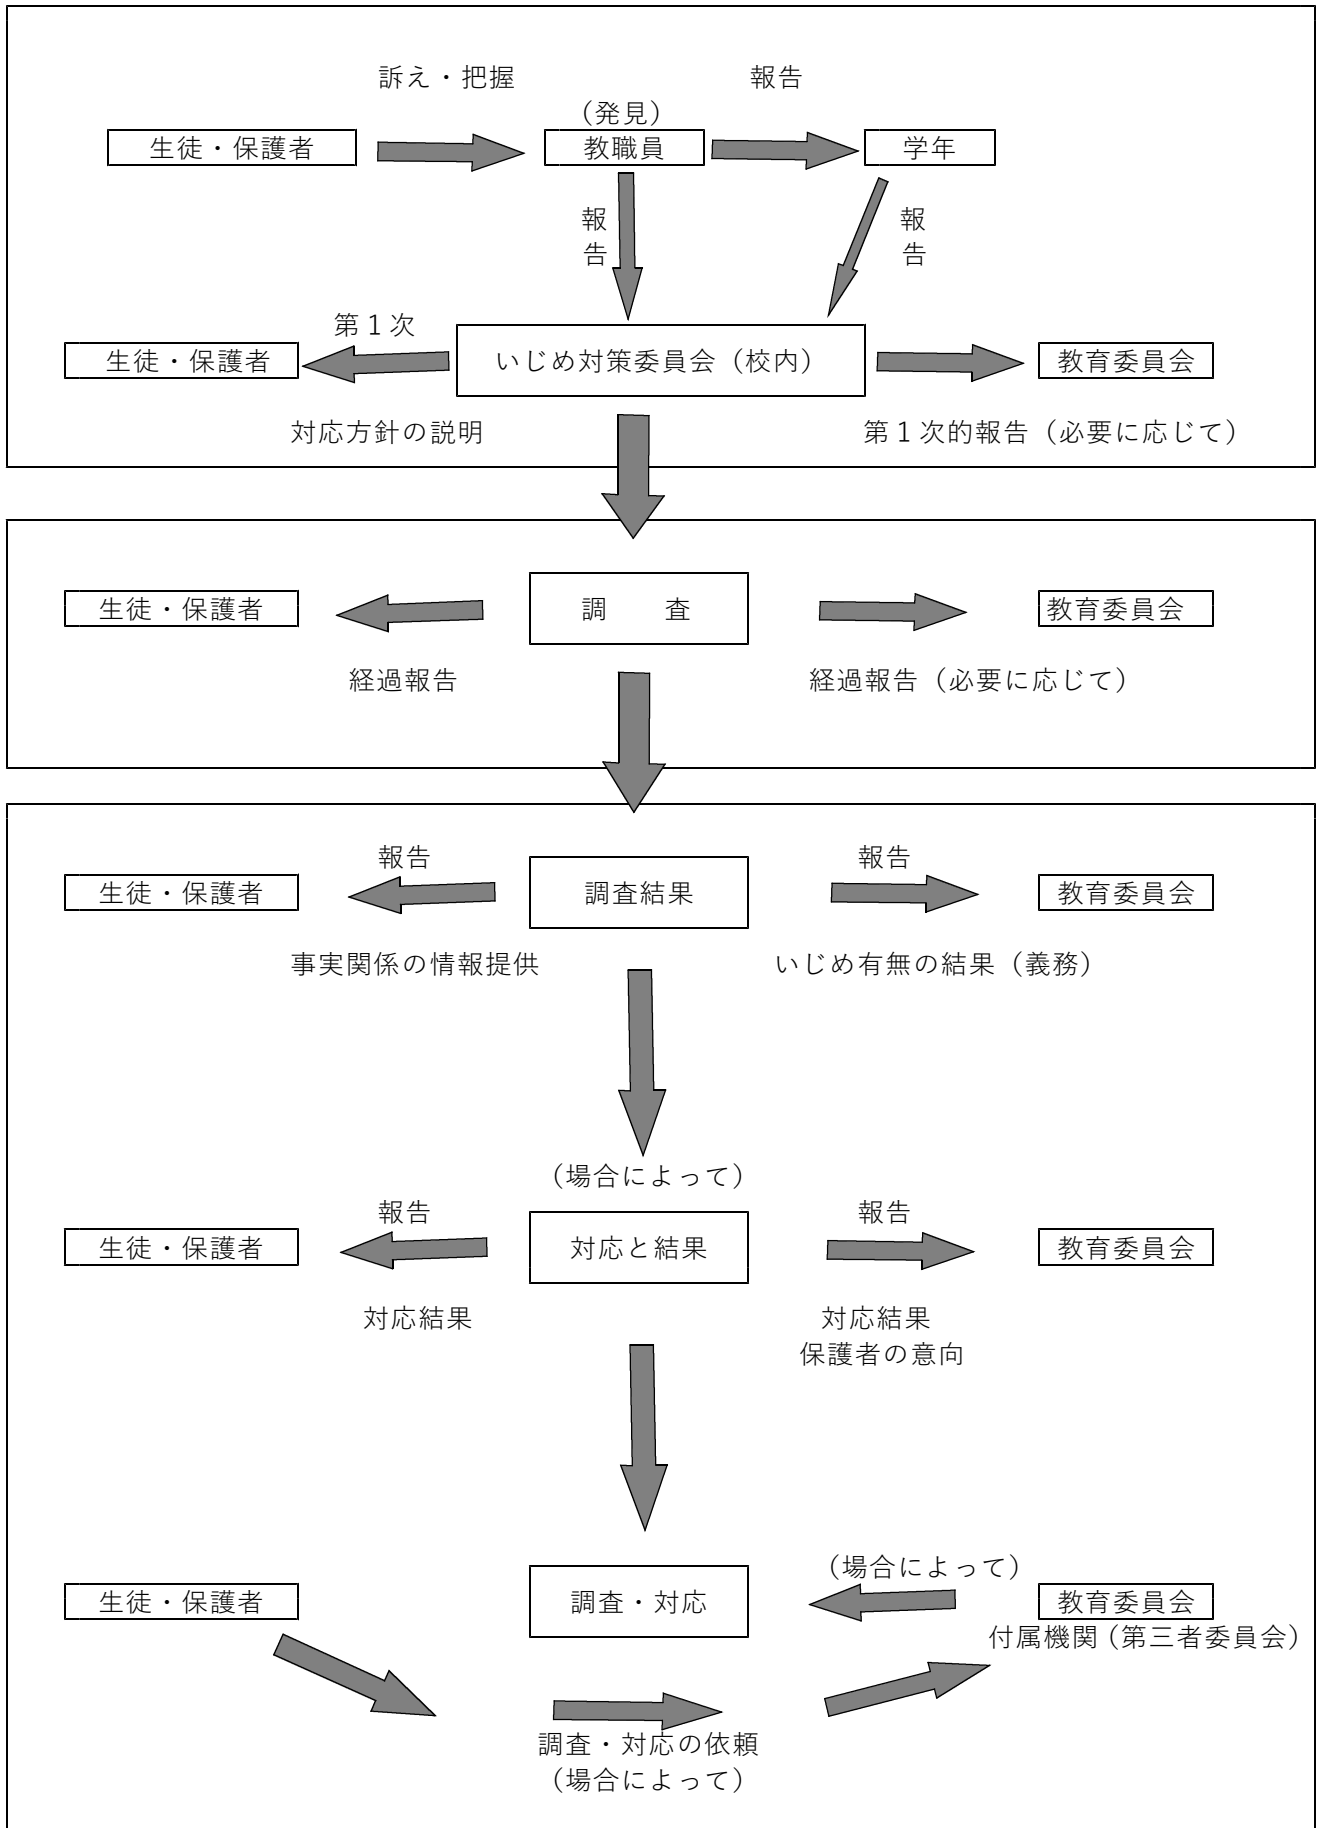 訴え・把握
報告
（発見）
生徒・保護者
教職員
学年
報
告
報
告
第１次
生徒・保護者
いじめ対策委員会（校内）
教育委員会
対応方針の説明
第１次的報告（必要に応じて）
生徒・保護者
調　　査
教育委員会
経過報告
経過報告（必要に応じて）
報告
報告
生徒・保護者
調査結果
教育委員会
事実関係の情報提供
いじめ有無の結果（義務）
（場合によって）
報告
報告
生徒・保護者
対応と結果
教育委員会
対応結果
対応結果
保護者の意向
（場合によって）
生徒・保護者
調査・対応
教育委員会
付属機関（第三者委員会）
調査・対応の依頼
（場合によって）